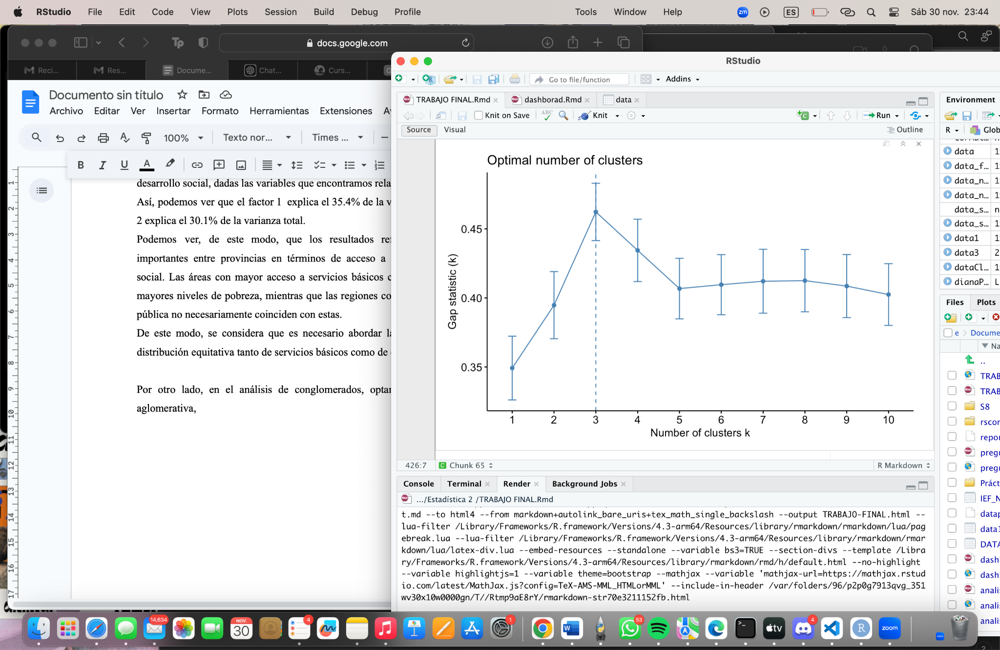 RStudio File Edit Code View Plots Session Build Debug Profile Tools Window Help zm ES Sáb 30 nov. 23:44
docs.google.com
Reci... Res... Docume... Chat... Curs...
Documento sin título
Archivo Editar Ver Insertar Formato Herramientas Extensiones
100% Texto nor... Times ...
B I U A
desarrollo social, dadas las variables que encontramos
Así, podemos ver que el factor 1 explica el 35.4% de la
2 explica el 30.1% de la varianza total.
Podemos ver, de este modo, que los resultados
importantes entre provincias en términos de acceso a
social. Las áreas con mayor acceso a servicios básicos
mayores niveles de pobreza, mientras que las regiones
pública no necesariamente coinciden con estas.
De este modo, se considera que es necesario abordar
distribución equitativa tanto de servicios básicos como de
Por otro lado, en el análisis de conglomerados,
aglomerativa,
1
2
3
4
5
6
7
8
9
10
11
12
13
14
15
16
17
RStudio
Go to file/function Addins
TRABAJO FINAL.Rmd dashborad.Rmd data
Knit on Save ABC Knit Run
Source Visual Outline
Optimal number of clusters
Gap statistic (k)
0.45
0.40
0.35
1 2 3 4 5 6 7 8 9 10
Number of clusters k
426:7 C Chunk 65 R Markdown
Console Terminal Render Background Jobs
.../Estadística 2 /TRABAJO FINAL.Rmd
t.md --to html4 --from markdown+autolink_bare_uris+tex_math_single_backslash --output TRABAJO-FINAL.html --
lua-filter /Library/Frameworks/R.framework/Versions/4.3-arm64/Resources/library/rmarkdown/rmarkdown/lua/pag
ebreak.lua --lua-filter /Library/Frameworks/R.framework/Versions/4.3-arm64/Resources/library/rmarkdown/rmar
kdown/lua/latex-div.lua --embed-resources --standalone --variable bs3=TRUE --section-divs --template /Libra
ry/Frameworks/R.framework/Versions/4.3-arm64/Resources/library/rmarkdown/rmd/h/default.html --no-highlight
--variable highlightjs=1 --variable theme=bootstrap --mathjax --variable 'mathjax-url=https://mathjax.rstud
io.com/latest/MathJax.js?config=TeX-AMS-MML_HTMLorMML' --include-in-header /var/folders/96/p2p0g7913qvg_351
wv30x10w0000gn/T//Rtmp9aE8rY/rmarkdown-str70e3211152fb.html
Environment
R Glob
data 1
data_f... 1
data_n... 1
data_n... 1
data_s... n
data_s... 1
data1 1
data3 2
dataCl... 1
dianaP... L
Files Plots
e Docume
Na
..
TRAB
TRAB
S8
rscor
repor
pregu
pregu
Práct
IEF_N
datap
data1
DATA
dash
dash
anali
anali
anali
14,634 NOV. 30 4 1 53 tv 4 R zoom